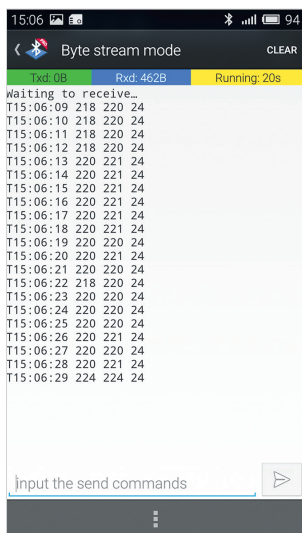 15:06 94
Byte stream mode CLEAR
Txd: 0B Rxd: 462B Running: 20s
Waiting to receive…
T15:06:09 218 220 24
T15:06:10 218 220 24
T15:06:11 218 220 24
T15:06:12 218 220 24
T15:06:13 220 221 24
T15:06:14 220 221 24
T15:06:15 220 221 24
T15:06:16 220 221 24
T15:06:17 220 221 24
T15:06:18 220 221 24
T15:06:19 220 220 24
T15:06:20 220 221 24
T15:06:21 220 220 24
T15:06:22 218 220 24
T15:06:23 220 220 24
T15:06:24 220 220 24
T15:06:25 220 220 24
T15:06:26 220 221 24
T15:06:27 220 220 24
T15:06:28 220 221 24
T15:06:29 224 224 24
input the send commands